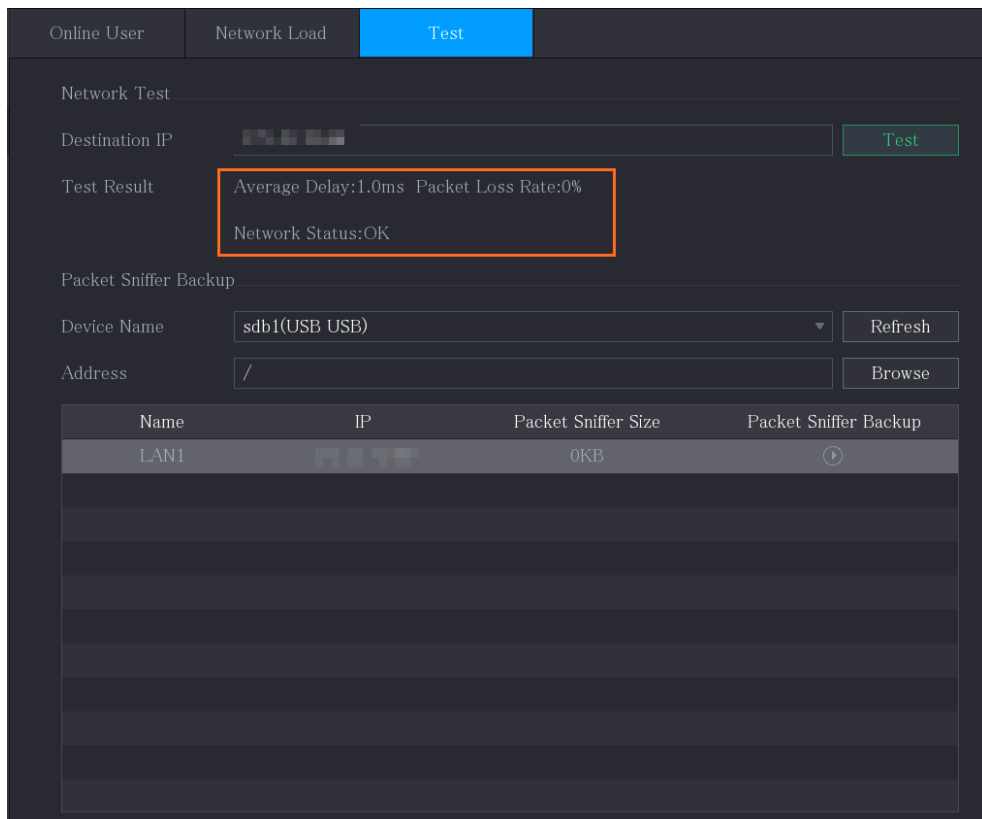 Online User Network Load Test
Network Test
Destination IP Test
Test Result Average Delay:1.0ms Packet Loss Rate:0%
Network Status:OK
Packet Sniffer Backup
Device Name sdb1(USB USB) Refresh
Address / Browse
Name IP Packet Sniffer Size Packet Sniffer Backup
LAN1 0KB